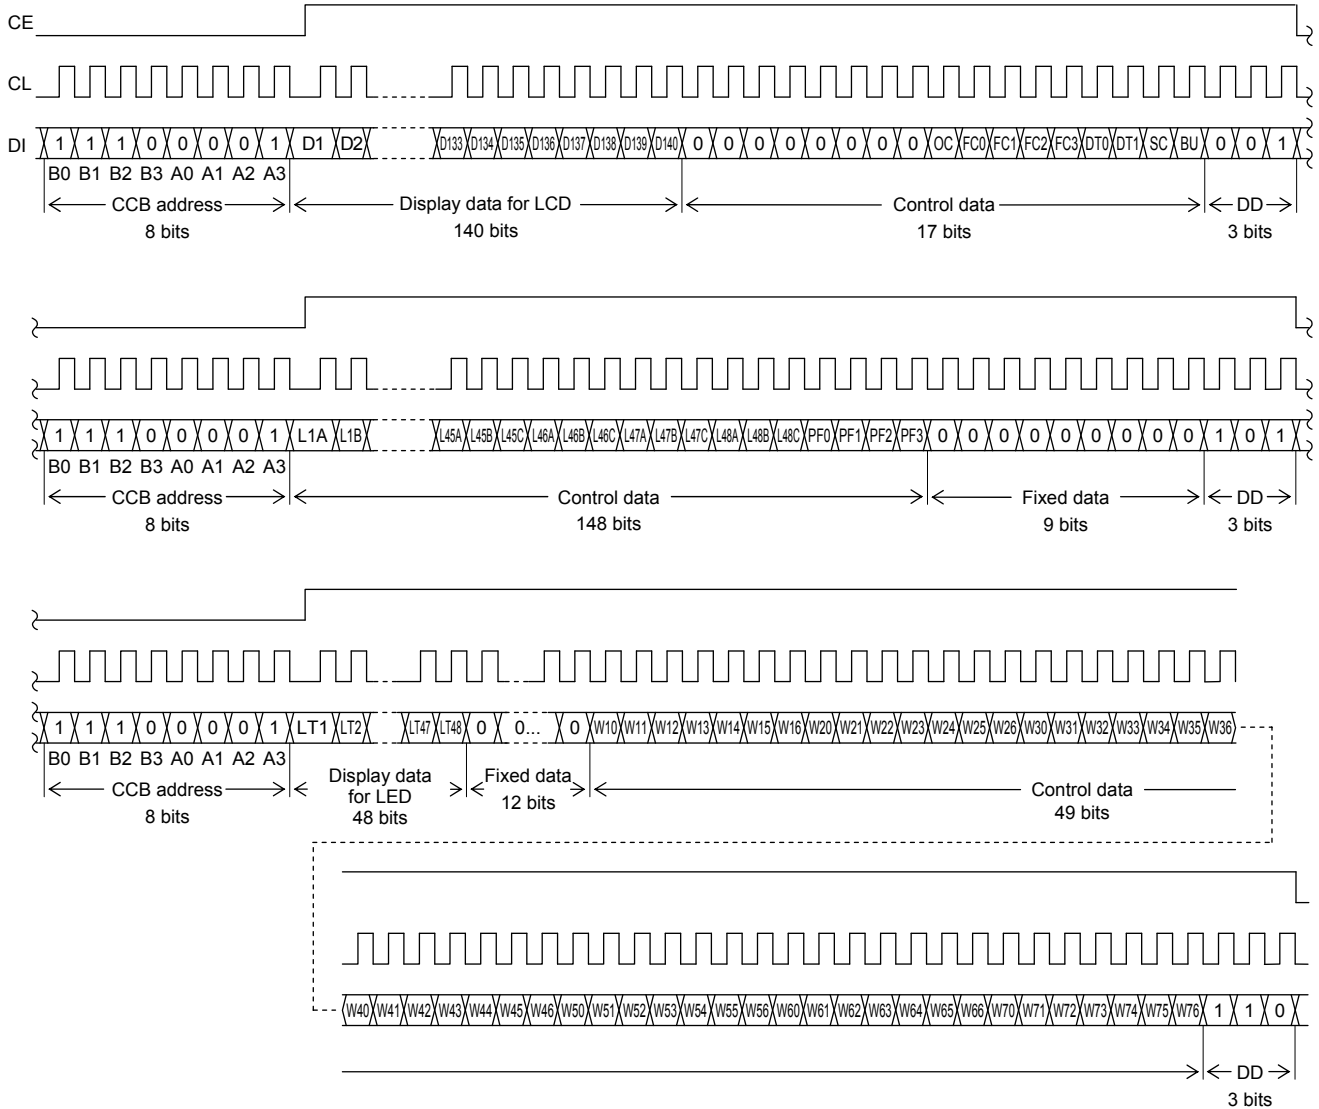 CE
CL
DI 1 1 1 0 0 0 0 1 D1 D2 D133 D134 D135 D136 D137 D138 D139 D140 0 0 0 0 0 0 0 0 OC FC0 FC1 FC2 FC3 DT0 DT1 SC BU 0 0 1
B0 B1 B2 B3 A0 A1 A2 A3
CCB address Display data for LCD Control data DD
8 bits 140 bits 17 bits 3 bits
1 1 1 0 0 0 0 1 L1A L1B L45A L45B L45C L46A L46B L46C L47A L47B L47C L48A L48B L48C PF0 PF1 PF2 PF3 0 0 0 0 0 0 0 0 0 1 0 1
B0 B1 B2 B3 A0 A1 A2 A3
CCB address Control data Fixed data DD
8 bits 148 bits 9 bits 3 bits
1 1 1 0 0 0 0 1 LT1 LT2 LT47 LT48 0 0... 0 W10 W11 W12 W13 W14 W15 W16 W20 W21 W22 W23 W24 W25 W26 W30 W31 W32 W33 W34 W35 W36
B0 B1 B2 B3 A0 A1 A2 A3
CCB address Display data Fixed data Control data
8 bits for LED 12 bits 49 bits
48 bits
W40 W41 W42 W43 W44 W45 W46 W50 W51 W52 W53 W54 W55 W56 W60 W61 W62 W63 W64 W65 W66 W70 W71 W72 W73 W74 W75 W76 1 1 0
DD
3 bits